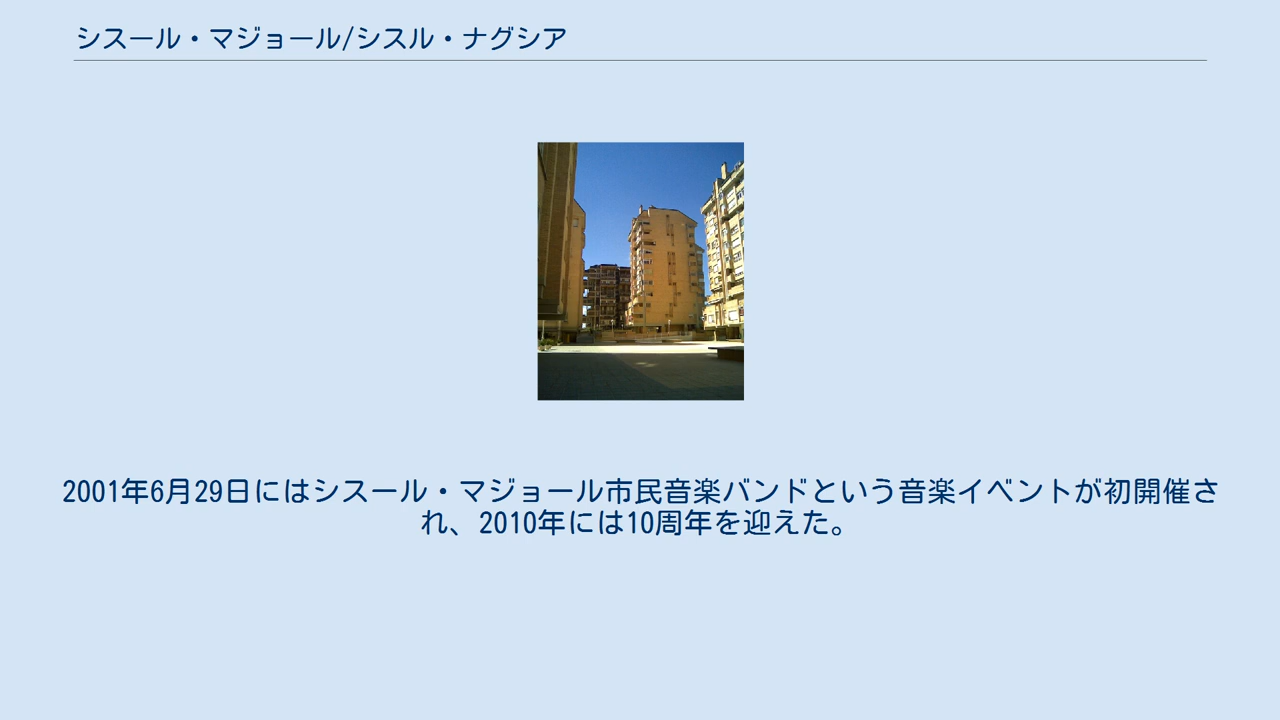 シスール・マジョール/シスル・ナグシア
2001年6月29日にはシスール・マジョール市民音楽バンドという音楽イベントが初開催さ
れ、2010年には10周年を迎えた。